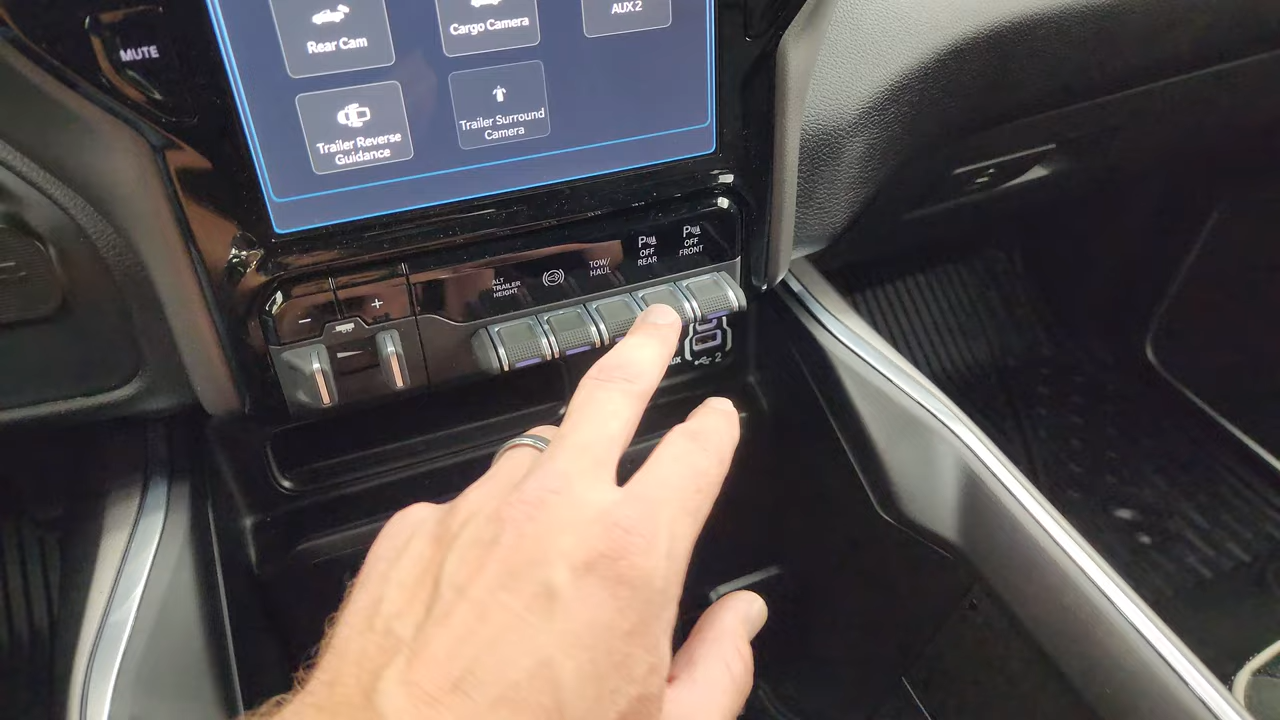 MUTE
Rear Cam
Cargo Camera
AUX 2
Trailer Reverse
Guidance
Trailer Surround
Camera
ALT
TRAILER
HEIGHT
TOW/
HAUL
P
OFF
REAR
P
OFF
FRONT
- +
2